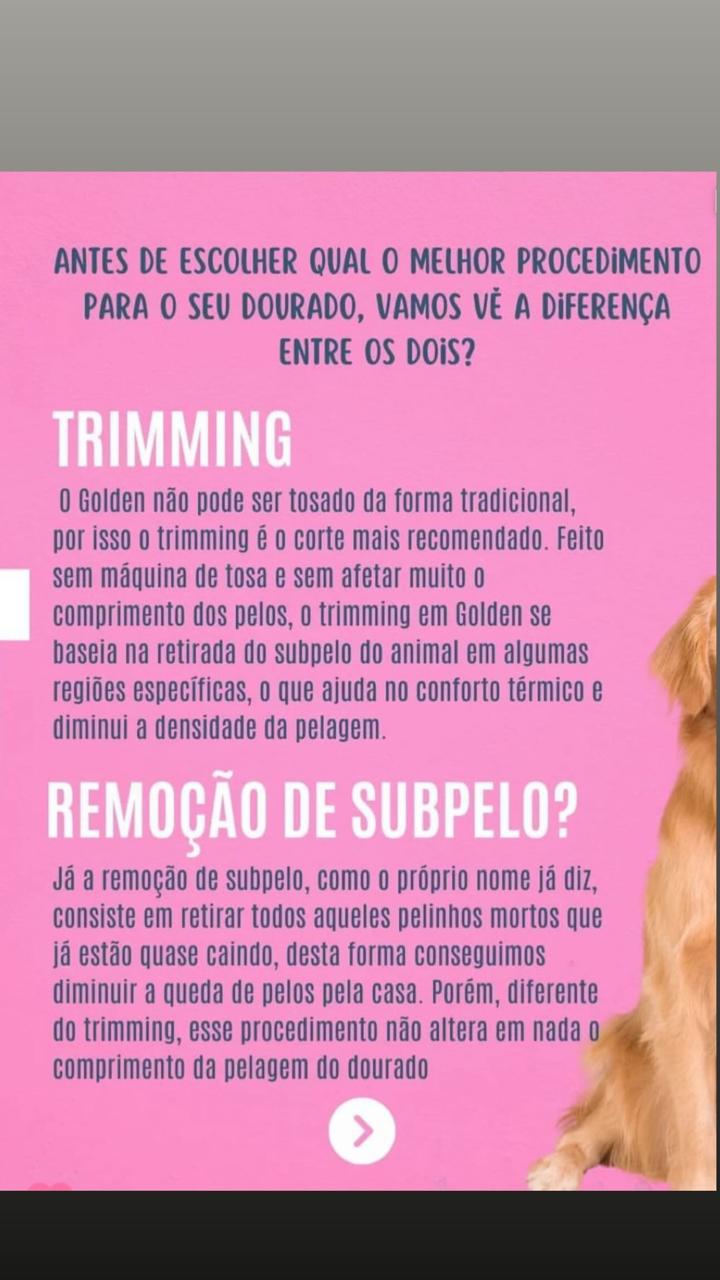 ANTES DE ESCOLHER QUAL O MELHOR PROCEDIMENTO
PARA O SEU DOURADO, VAMOS VÊ A DIFERENÇA
ENTRE OS DOIS?
TRIMMING
O Golden não pode ser tosado da forma tradicional,
por isso o trimming é o corte mais recomendado. Feito
sem máquina de tosa e sem afetar muito o
comprimento dos pelos, o trimming em Golden se
baseia na retirada do subpelo do animal em algumas
regiões específicas, o que ajuda no conforto térmico e
diminui a densidade da pelagem.
REMOÇÃO DE SUBPELO?
Já a remoção de subpelo, como o próprio nome já diz,
consiste em retirar todos aqueles pelinhos mortos que
já estão quase caindo, desta forma conseguimos
diminuir a queda de pelos pela casa. Porém, diferente
do trimming, esse procedimento não altera em nada o
comprimento da pelagem do dourado